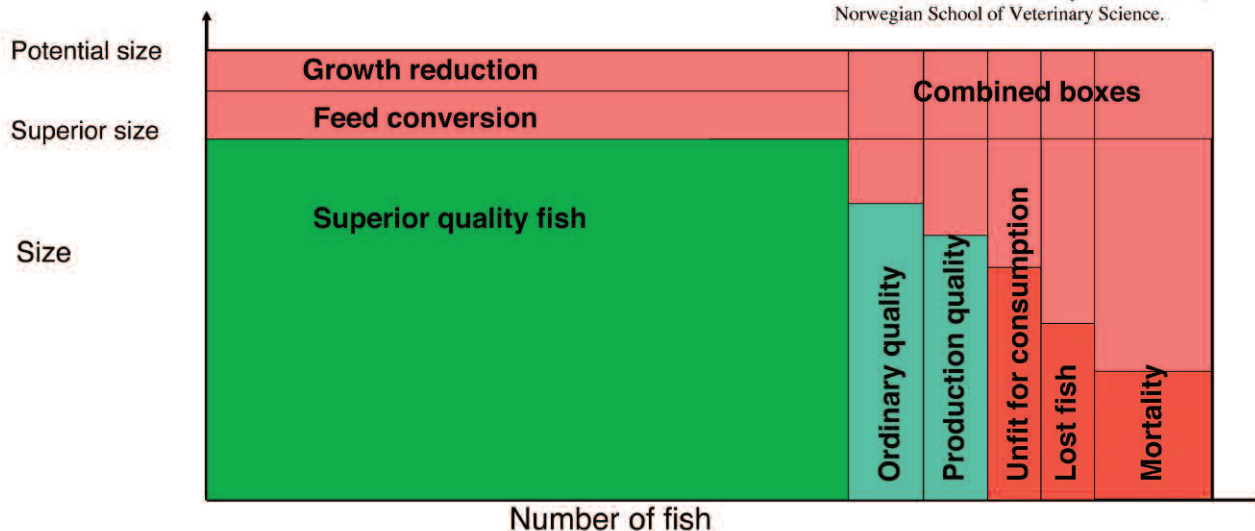 Norwegian School of Veterinary Science.
Potential size
Growth reduction
Combined boxes
Feed conversion
Superior size
Superior quality fish
Size
Ordinary quality
Production quality
Unfit for consumption
Lost fish
Mortality
Number of fish